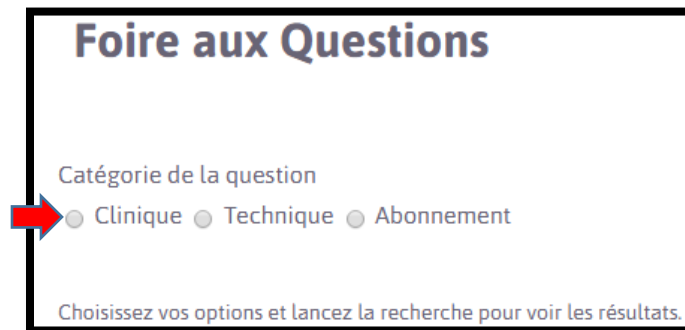 Foire aux Questions
Catégorie de la question
Clinique Technique Abonnement
Choisissez vos options et lancez la recherche pour voir les résultats.